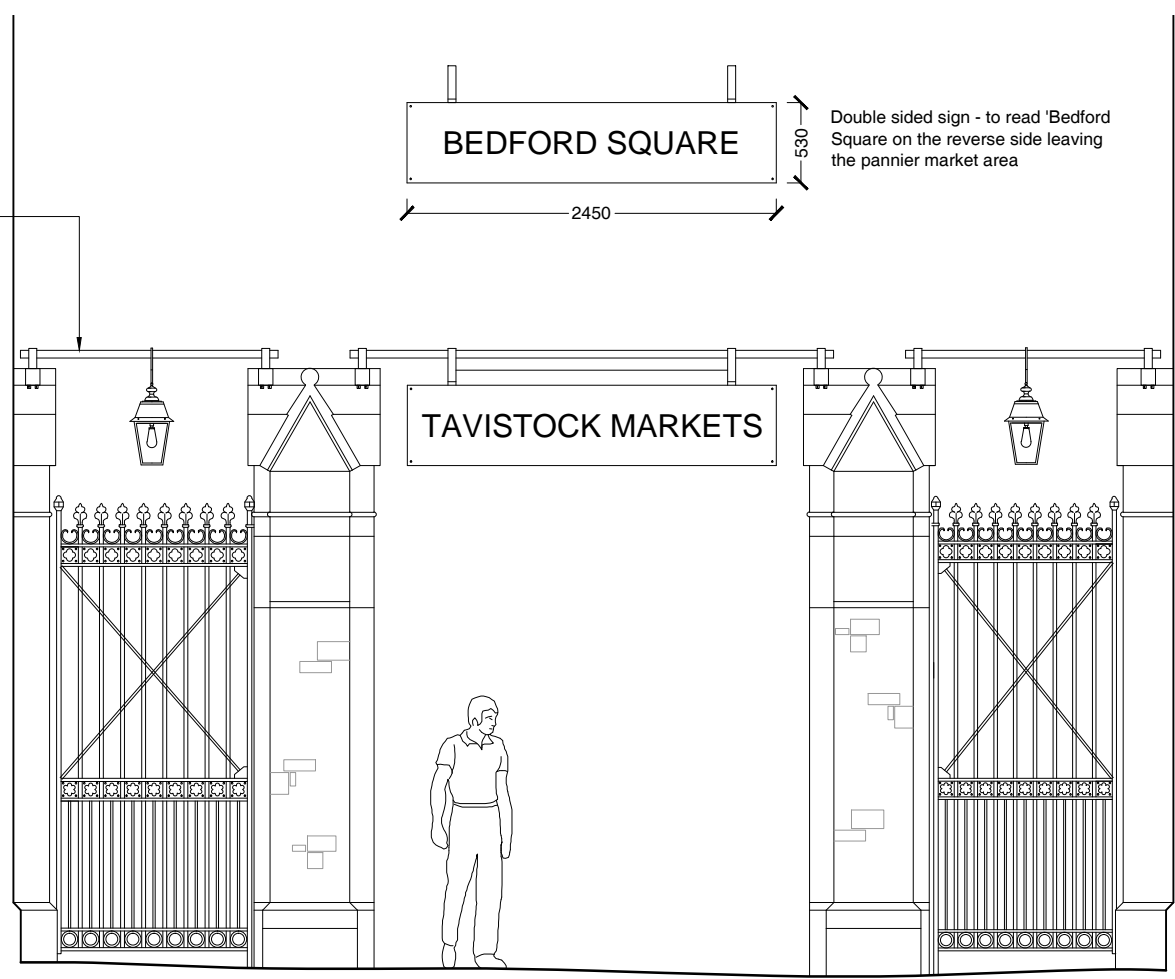 BEDFORD SQUARE
530
Double sided sign - to read 'Bedford
Square on the reverse side leaving
the pannier market area
2450
TAVISTOCK MARKETS